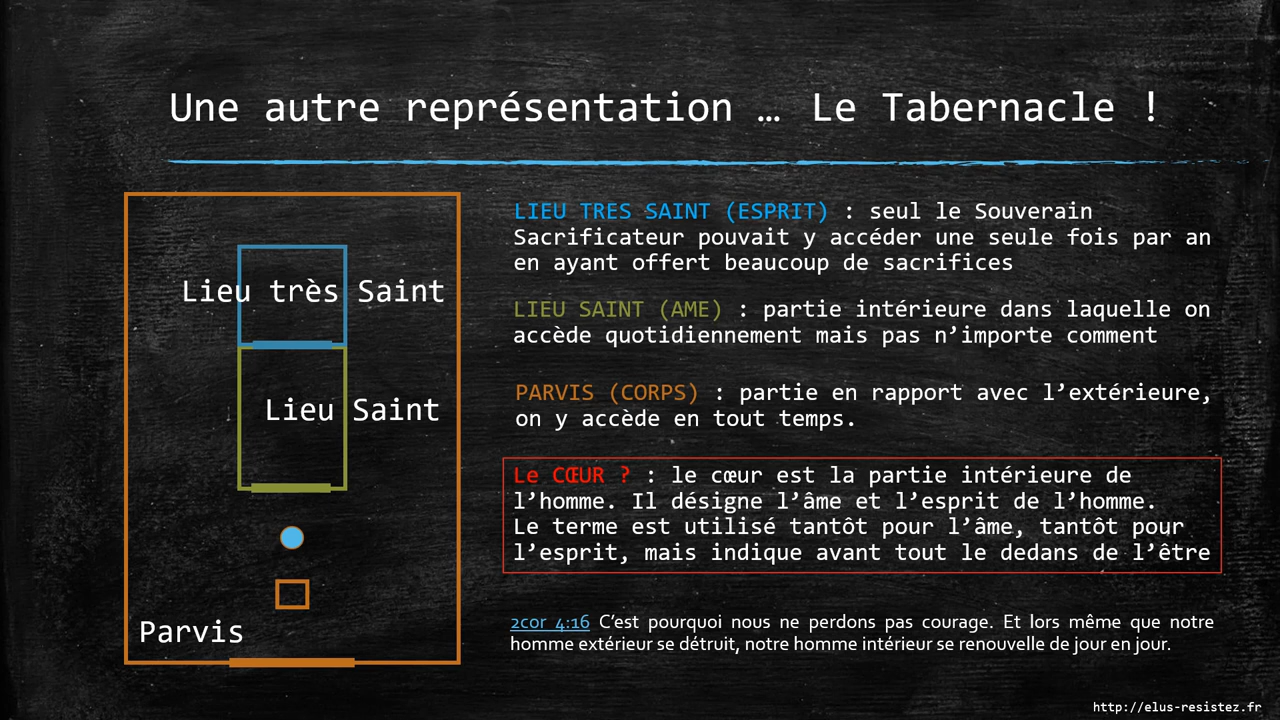 Une autre représentation … Le Tabernacle !
Lieu très Saint
Lieu Saint
Parvis
LIEU TRES SAINT (ESPRIT) : seul le Souverain
Sacrificateur pouvait y accéder une seule fois par an
en ayant offert beaucoup de sacrifices
LIEU SAINT (AME) : partie intérieure dans laquelle on
accède quotidiennement mais pas n’importe comment
PARVIS (CORPS) : partie en rapport avec l’extérieure,
on y accède en tout temps.
Le CŒUR ? : le cœur est la partie intérieure de
l’homme. Il désigne l’âme et l’esprit de l’homme.
Le terme est utilisé tantôt pour l’âme, tantôt pour
l’esprit, mais indique avant tout le dedans de l’être
2cor 4:16 C’est pourquoi nous ne perdons pas courage. Et lors même que notre
homme extérieur se détruit, notre homme intérieur se renouvelle de jour en jour.
http://elus-resistez.fr